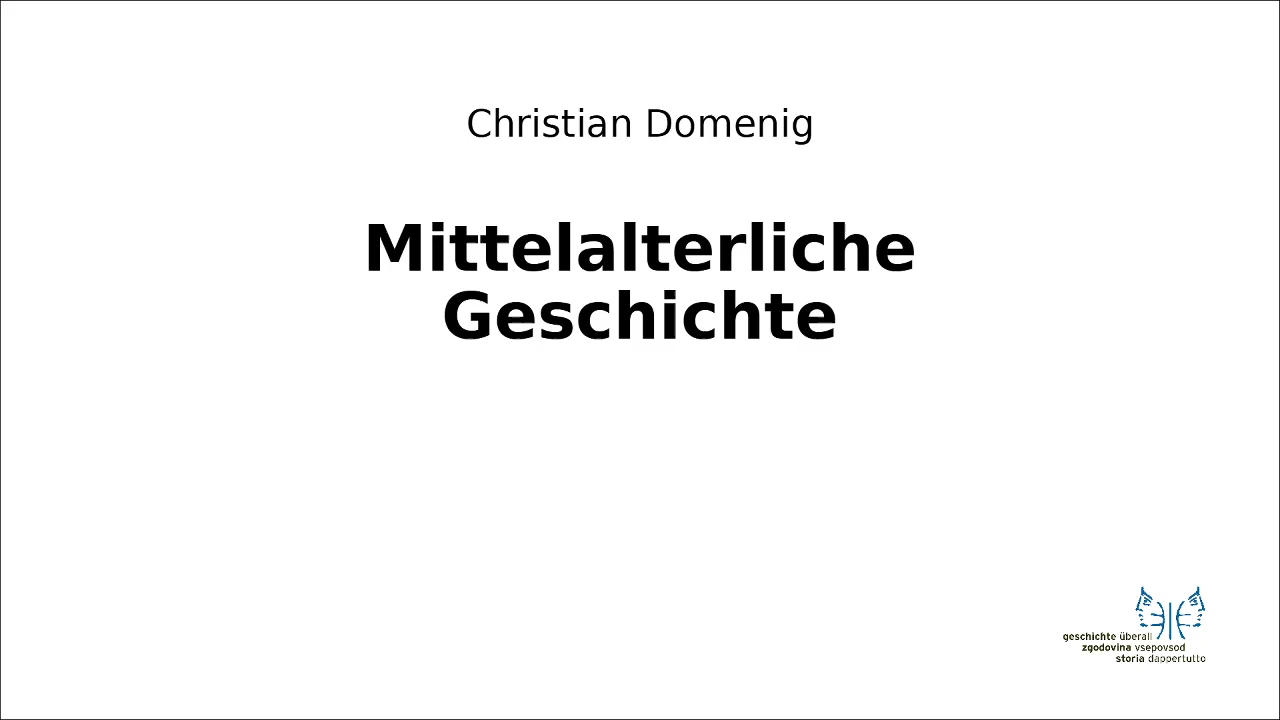 Christian Domenig
Mittelalterliche
Geschichte
geschichte überall
zgodovina vsepovsod
storia dappertutto